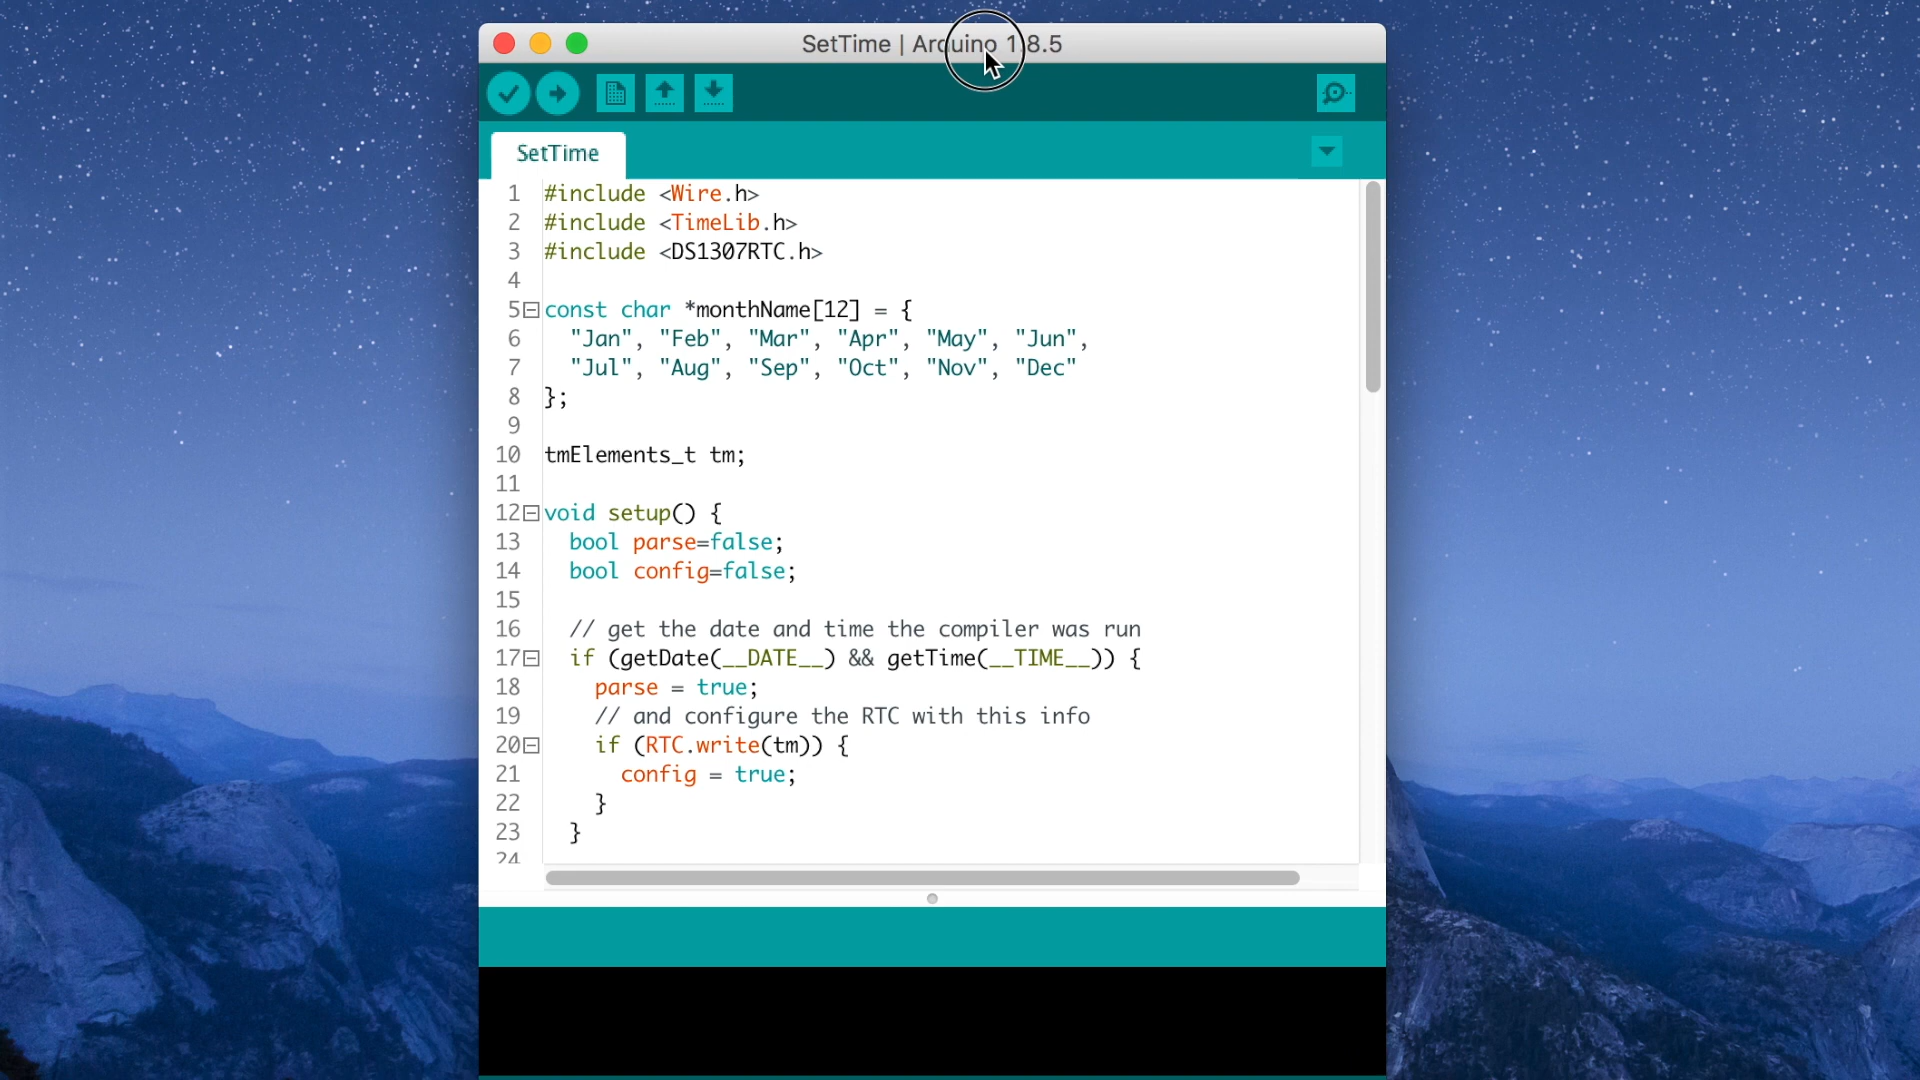 SetTime | Arduino 1.8.5
SetTime
1 #include <Wire.h>
2 #include <TimeLib.h>
3 #include <DS1307RTC.h>
4
5 const char *monthName[12] = {
6   "Jan", "Feb", "Mar", "Apr", "May", "Jun",
7   "Jul", "Aug", "Sep", "Oct", "Nov", "Dec"
8 };
9
10 tmElements_t tm;
11
12 void setup() {
13   bool parse=false;
14   bool config=false;
15
16   // get the date and time the compiler was run
17   if (getDate(__DATE__) && getTime(__TIME__)) {
18     parse = true;
19     // and configure the RTC with this info
20     if (RTC.write(tm)) {
21       config = true;
22     }
23   }
24